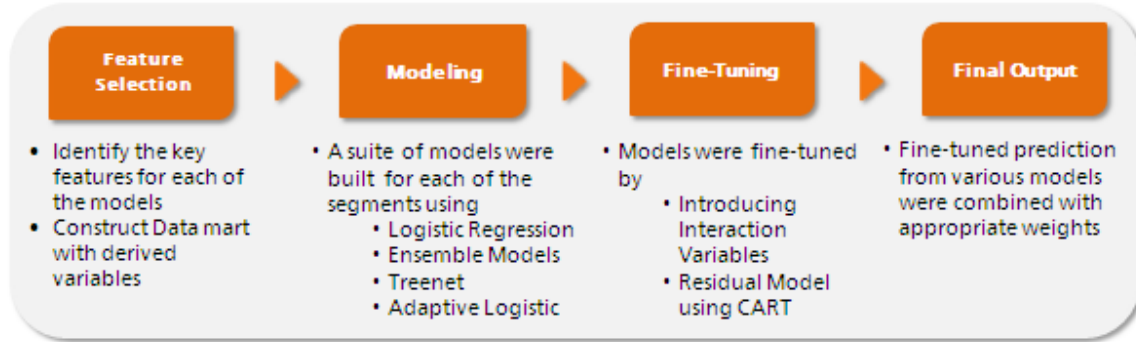 Feature
Selection
• Identify the key
features for each of
the models
• Construct Data mart
with derived
variables
Modeling
• A suite of models were
built for each of the
segments using
• Logistic Regression
• Ensemble Models
• Treenet
• Adaptive Logistic
Fine-Tuning
• Models were fine-tuned
by
• Introducing
Interaction
Variables
• Residual Model
using CART
Final Output
• Fine-tuned prediction
from various models
were combined with
appropriate weights